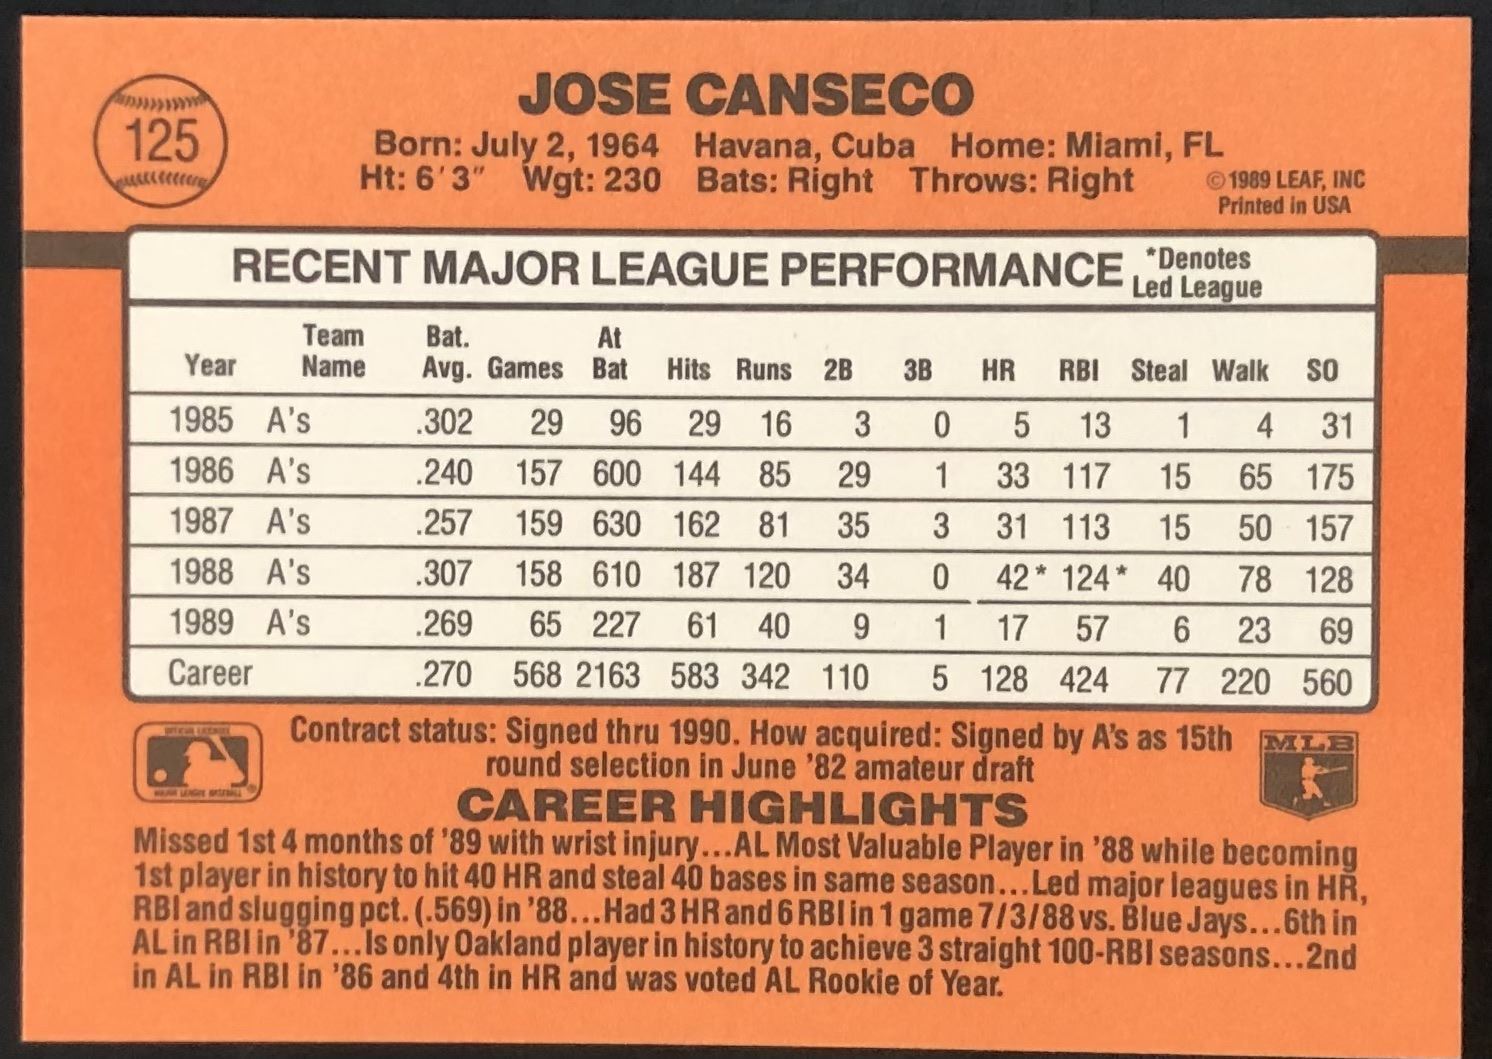 125
JOSE CANSECO
Born: July 2, 1964 Havana, Cuba Home: Miami, FL
Ht: 6'3" Wgt: 230 Bats: Right Throws: Right
©1989 LEAF, INC
Printed in USA
RECENT MAJOR LEAGUE PERFORMANCE *Denotes
Led League
Year Team Name Bat. Avg. Games At Bat Hits Runs 2B 3B HR RBI Steal Walk SO
1985 A's .302 29 96 29 16 3 0 5 13 1 4 31
1986 A's .240 157 600 144 85 29 1 33 117 15 65 175
1987 A's .257 159 630 162 81 35 3 31 113 15 50 157
1988 A's .307 158 610 187 120 34 0 42* 124* 40 78 128
1989 A's .269 65 227 61 40 9 1 17 57 6 23 69
Career .270 568 2163 583 342 110 5 128 424 77 220 560
Contract status: Signed thru 1990. How acquired: Signed by A's as 15th
round selection in June '82 amateur draft
MLB
CAREER HIGHLIGHTS
Missed 1st 4 months of '89 with wrist injury...AL Most Valuable Player in '88 while becoming
1st player in history to hit 40 HR and steal 40 bases in same season...Led major leagues in HR,
RBI and slugging pct. (.569) in '88...Had 3 HR and 6 RBI in 1 game 7/3/88 vs. Blue Jays...6th in
AL in RBI in '87...Is only Oakland player in history to achieve 3 straight 100-RBI seasons...2nd
in AL in RBI in '86 and 4th in HR and was voted AL Rookie of Year.